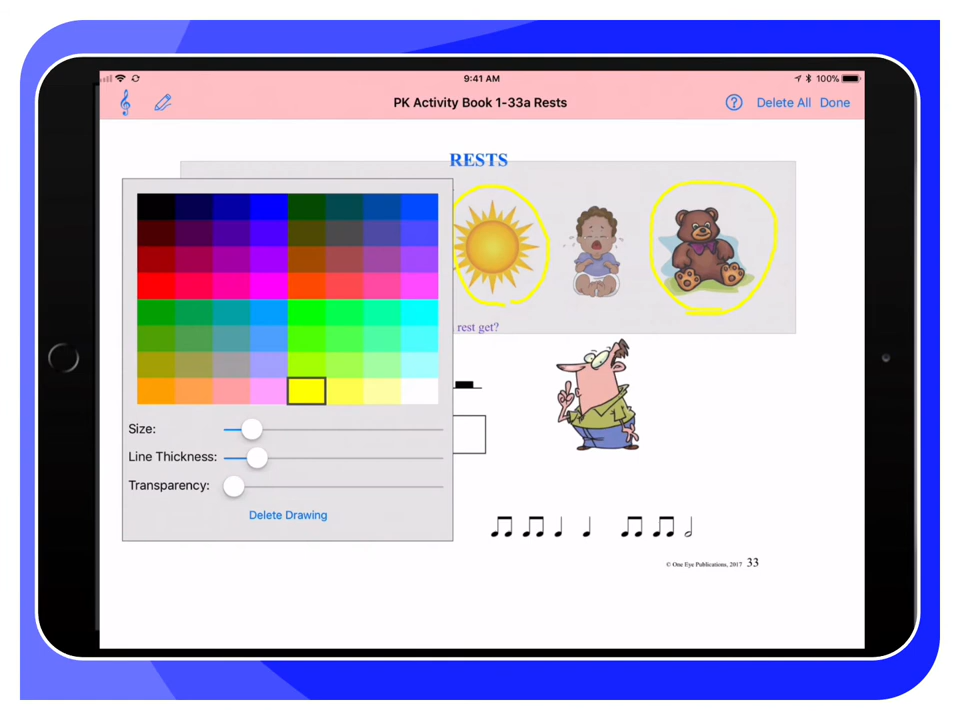 9:41 AM
100%
PK Activity Book 1-33a Rests
? Delete All Done
RESTS
rest get?
Size:
Line Thickness:
Transparency:
Delete Drawing
© One Eye Publications, 2017 33